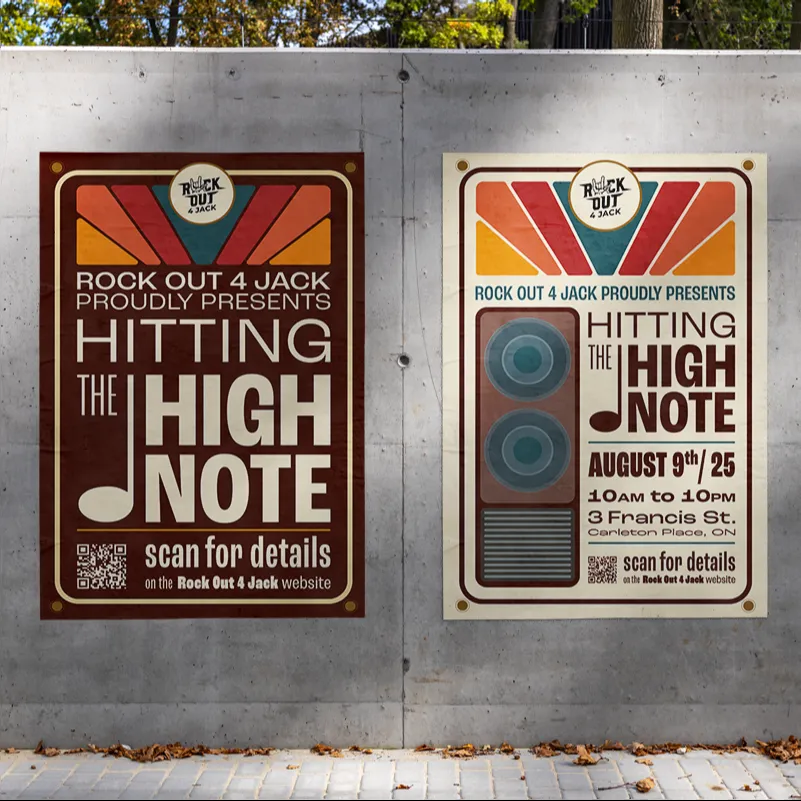 ROCK
OUT
4 JACK
ROCK OUT 4 JACK
PROUDLY PRESENTS
HITTING
THE HIGH
NOTE
scan for details
on the Rock Out 4 Jack website
ROCK
OUT
4 JACK
ROCK OUT 4 JACK PROUDLY PRESENTS
HITTING
THE HIGH
NOTE
AUGUST 9th/ 25
10AM to 10PM
3 Francis St.
Carleton Place, ON
scan for details
on the Rock Out 4 Jack website